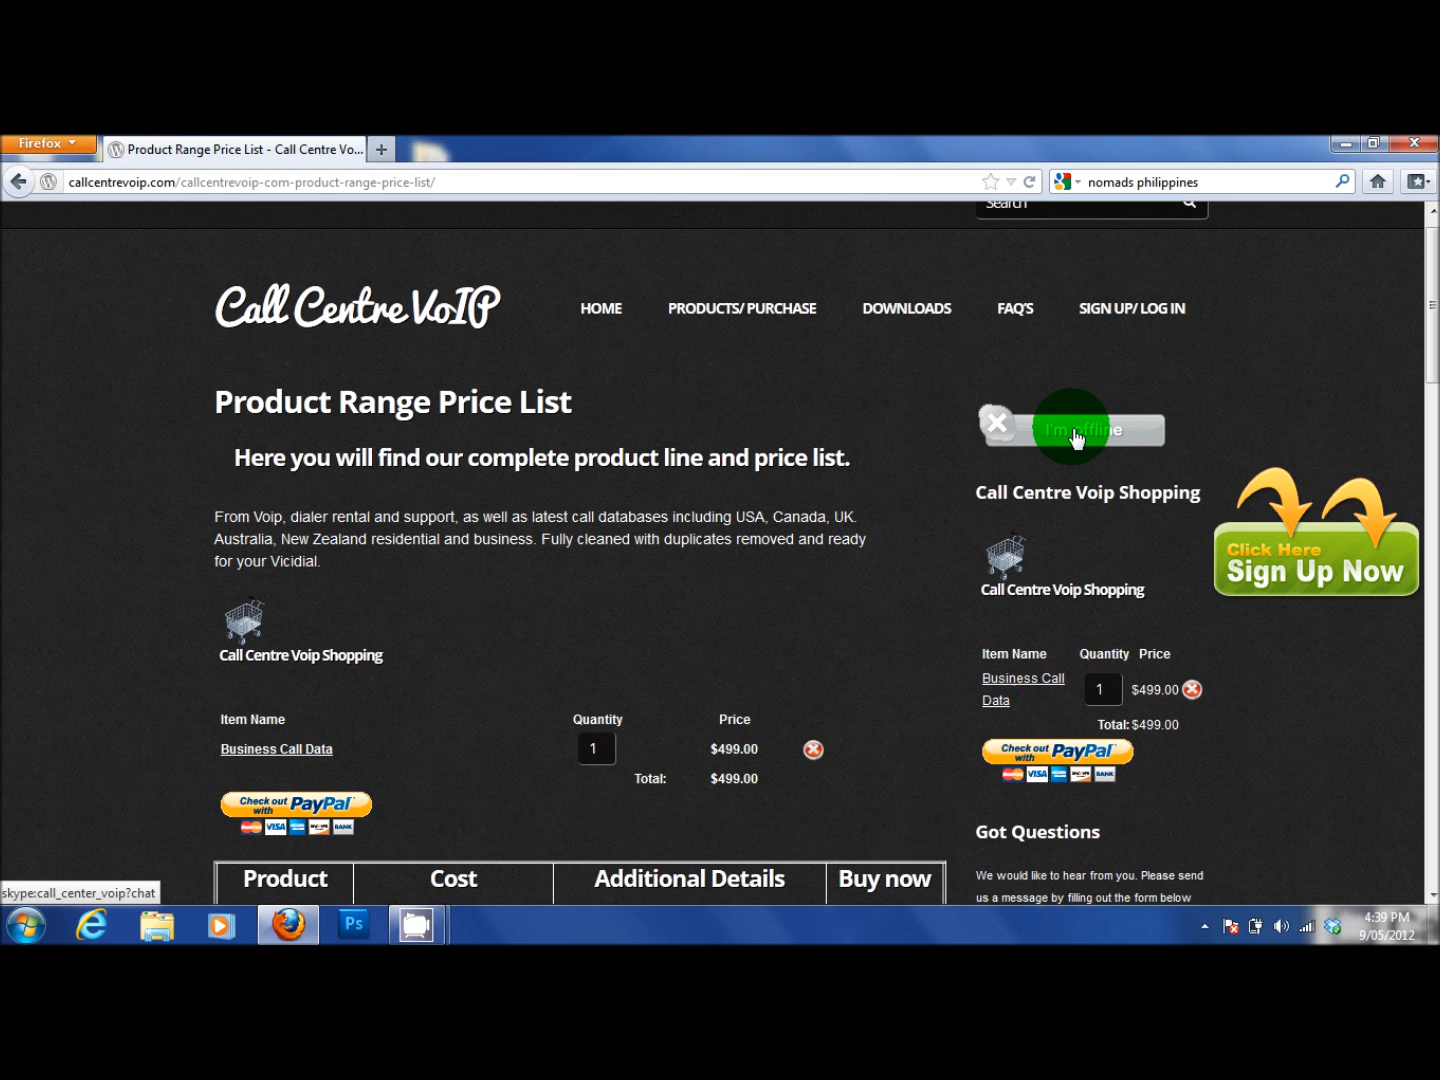 Firefox
Product Range Price List - Call Centre Vo...
callcentrevoip.com/callcentrevoip-com-product-range-price-list/
nomads philippines
Search
Call Centre VoIP
HOME
PRODUCTS/ PURCHASE
DOWNLOADS
FAQ'S
SIGN UP/ LOG IN
Product Range Price List
I'm offline
Here you will find our complete product line and price list.
Call Centre Voip Shopping
From Voip, dialer rental and support, as well as latest call databases including USA, Canada, UK.
Australia, New Zealand residential and business. Fully cleaned with duplicates removed and ready
for your Vicidial.
Click Here
Sign Up Now
Call Centre Voip Shopping
Call Centre Voip Shopping
Item Name Quantity Price
Business Call
Data
1 $499.00
Total: $499.00
Check out
with PayPal
VISA
BANK
Item Name Quantity Price
Business Call Data 1 $499.00
Total: $499.00
Check out
with PayPal
VISA
BANK
Got Questions
We would like to hear from you. Please send
us a message by filling out the form below
Product Cost Additional Details Buy now
skype:call_center_voip?chat
Ps
4:39 PM
9/05/2012